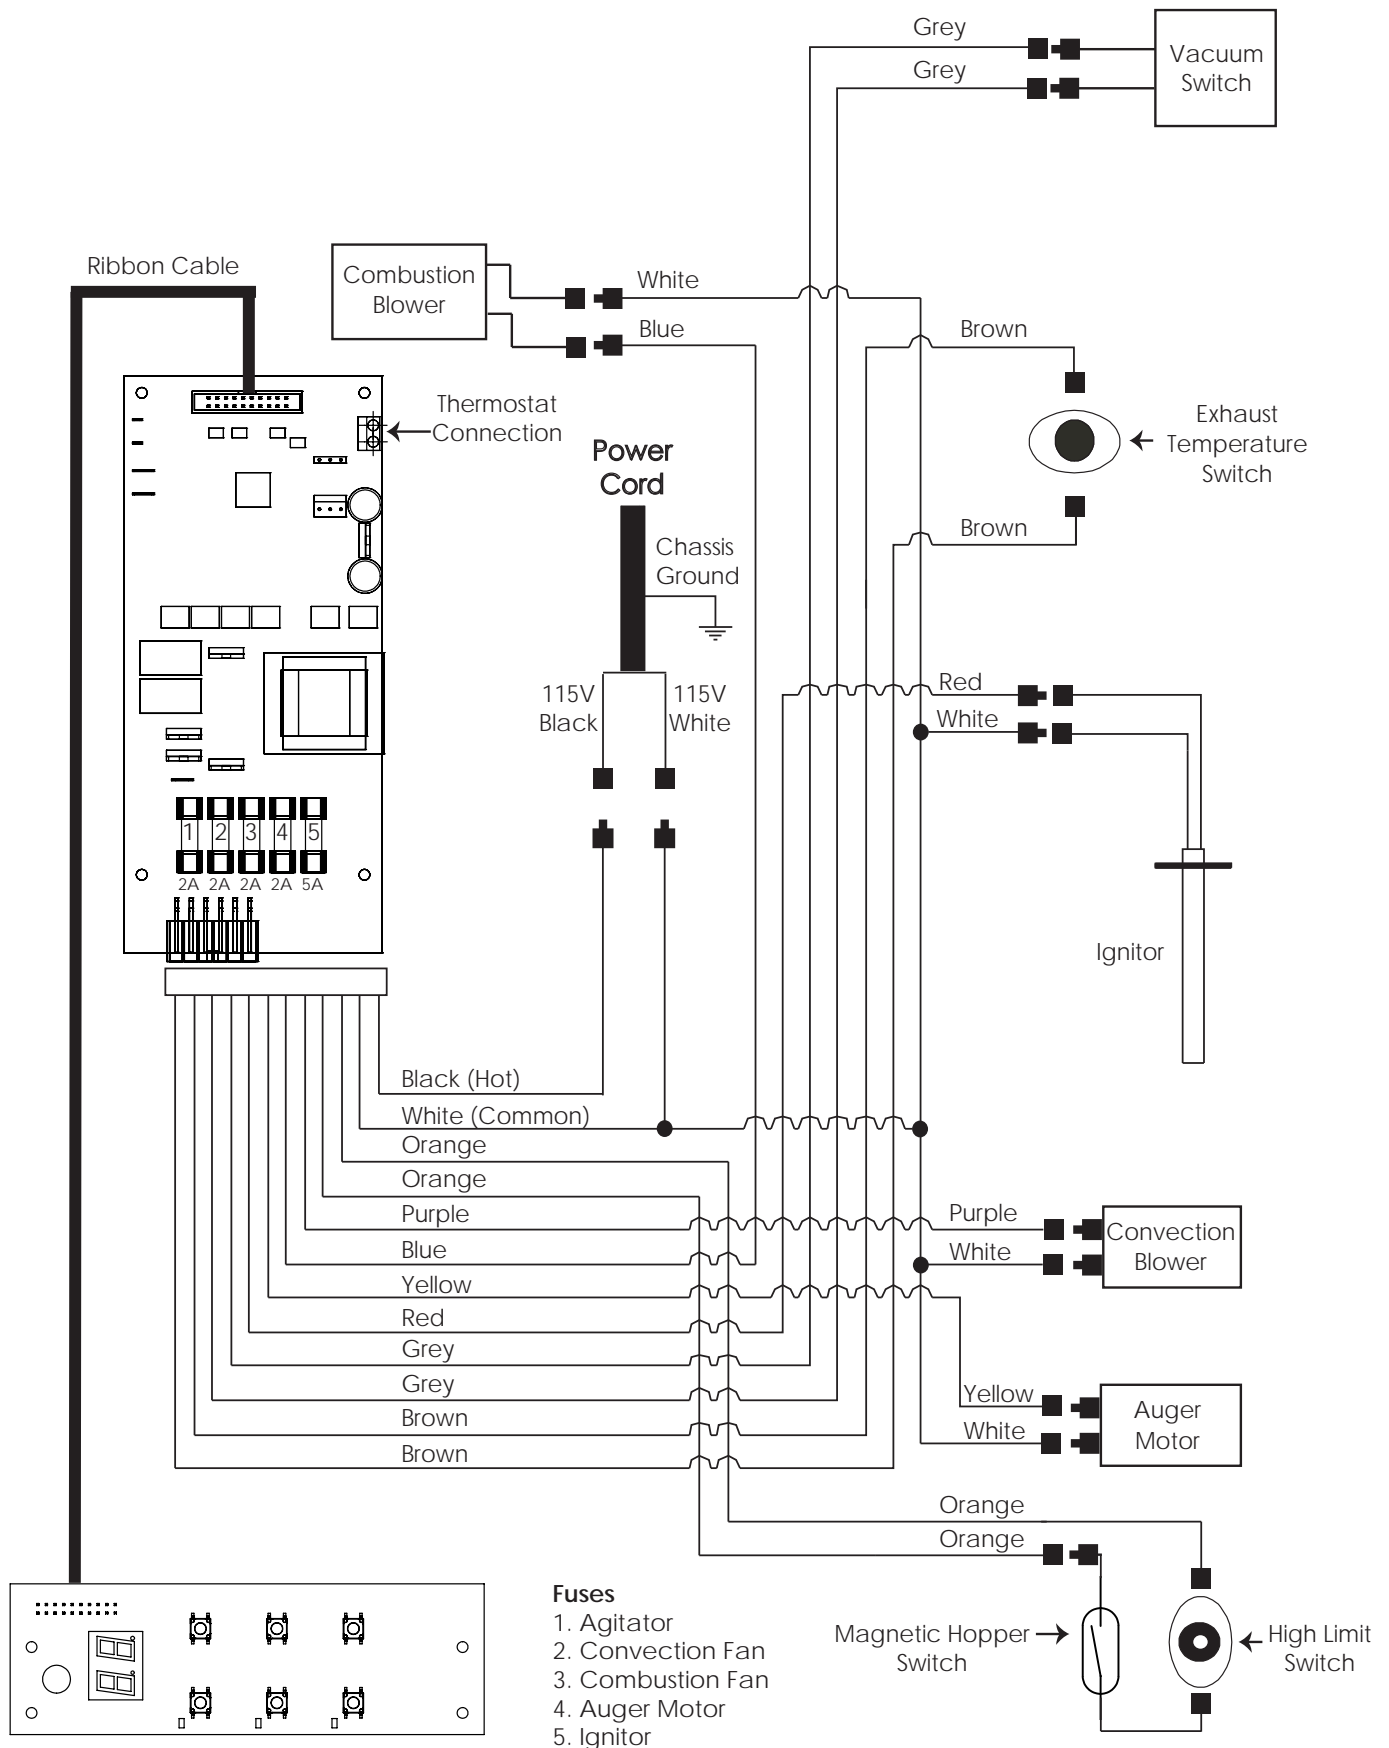 Grey
Grey
Vacuum
Switch
Ribbon Cable
Combustion
Blower
White
Blue
Brown
Thermostat
Connection
Exhaust
Temperature
Switch
Power
Cord
Chassis
Ground
Brown
115V
Black
115V
White
Red
White
1 2 3 4 5
2A 2A 2A 2A 5A
Ignitor
Black (Hot)
White (Common)
Orange
Orange
Purple
Blue
Yellow
Red
Grey
Grey
Brown
Brown
Purple
White
Convection
Blower
Yellow
White
Auger
Motor
Orange
Orange
Magnetic Hopper
Switch
High Limit
Switch
Fuses
1. Agitator
2. Convection Fan
3. Combustion Fan
4. Auger Motor
5. Ignitor